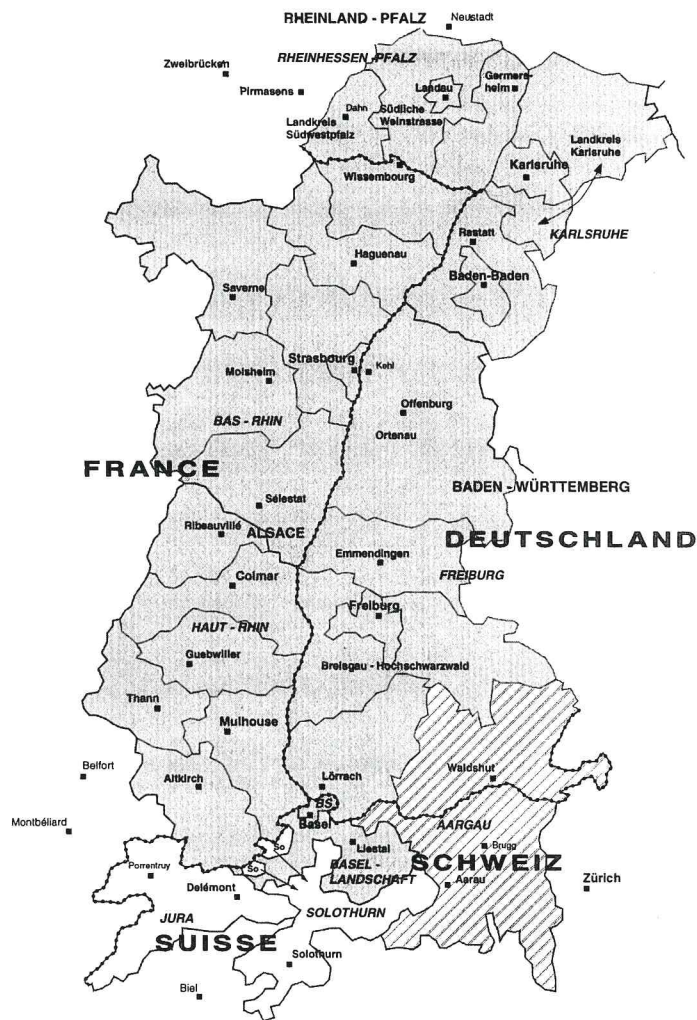 RHEINLAND - PFALZ
Neustadt
RHEINHESSEN-PFALZ
Zweibrücken
Pirmasens
Landau
Germers-
heim
Dahn
Südliche
Weinstrasse
Landkreis
Südwestpfalz
Landkreis
Karlsruhe
Karlsruhe
Wissembourg
Rastatt
KARLSRUHE
Haguenau
Baden-Baden
Saverne
Strasbourg
Kehl
Molsheim
Offenburg
BAS - RHIN
Ortenau
FRANCE
BADEN - WÜRTTEMBERG
Sélestat
Ribeauvillé
ALSACE
DEUTSCHLAND
Emmendingen
Colmar
FREIBURG
Freiburg
HAUT - RHIN
Guebwiller
Breisgau - Hochschwarzwald
Thann
Mulhouse
Belfort
Waldshut
Altkirch
Lörrach
BS
Basel
Montbéliard
AARGAU
So
Liestal
Brugg
BASEL -
LANDSCHAFT
SCHWEIZ
Porrentruy
So
Aarau
Zürich
Delémont
JURA
SOLOTHURN
SUISSE
Solothurn
Biel